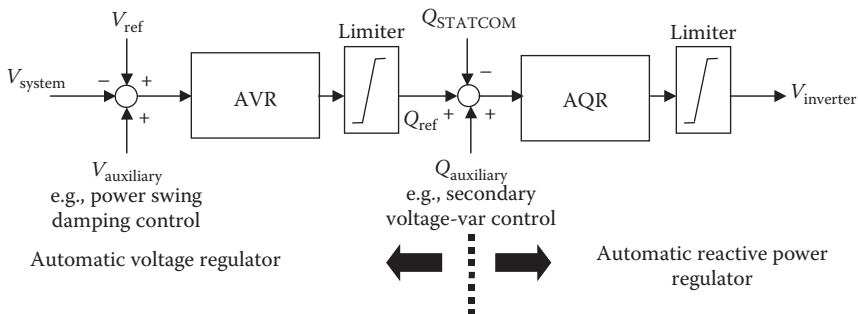 V_ref
Q_STATCOM
Limiter
Limiter
V_system
−
+
+
+
AVR
Q_ref
−
+
+
AQR
V_inverter
V_auxiliary
e.g., power swing
damping control
Q_auxiliary
e.g., secondary
voltage-var control
Automatic voltage regulator
Automatic reactive power
regulator